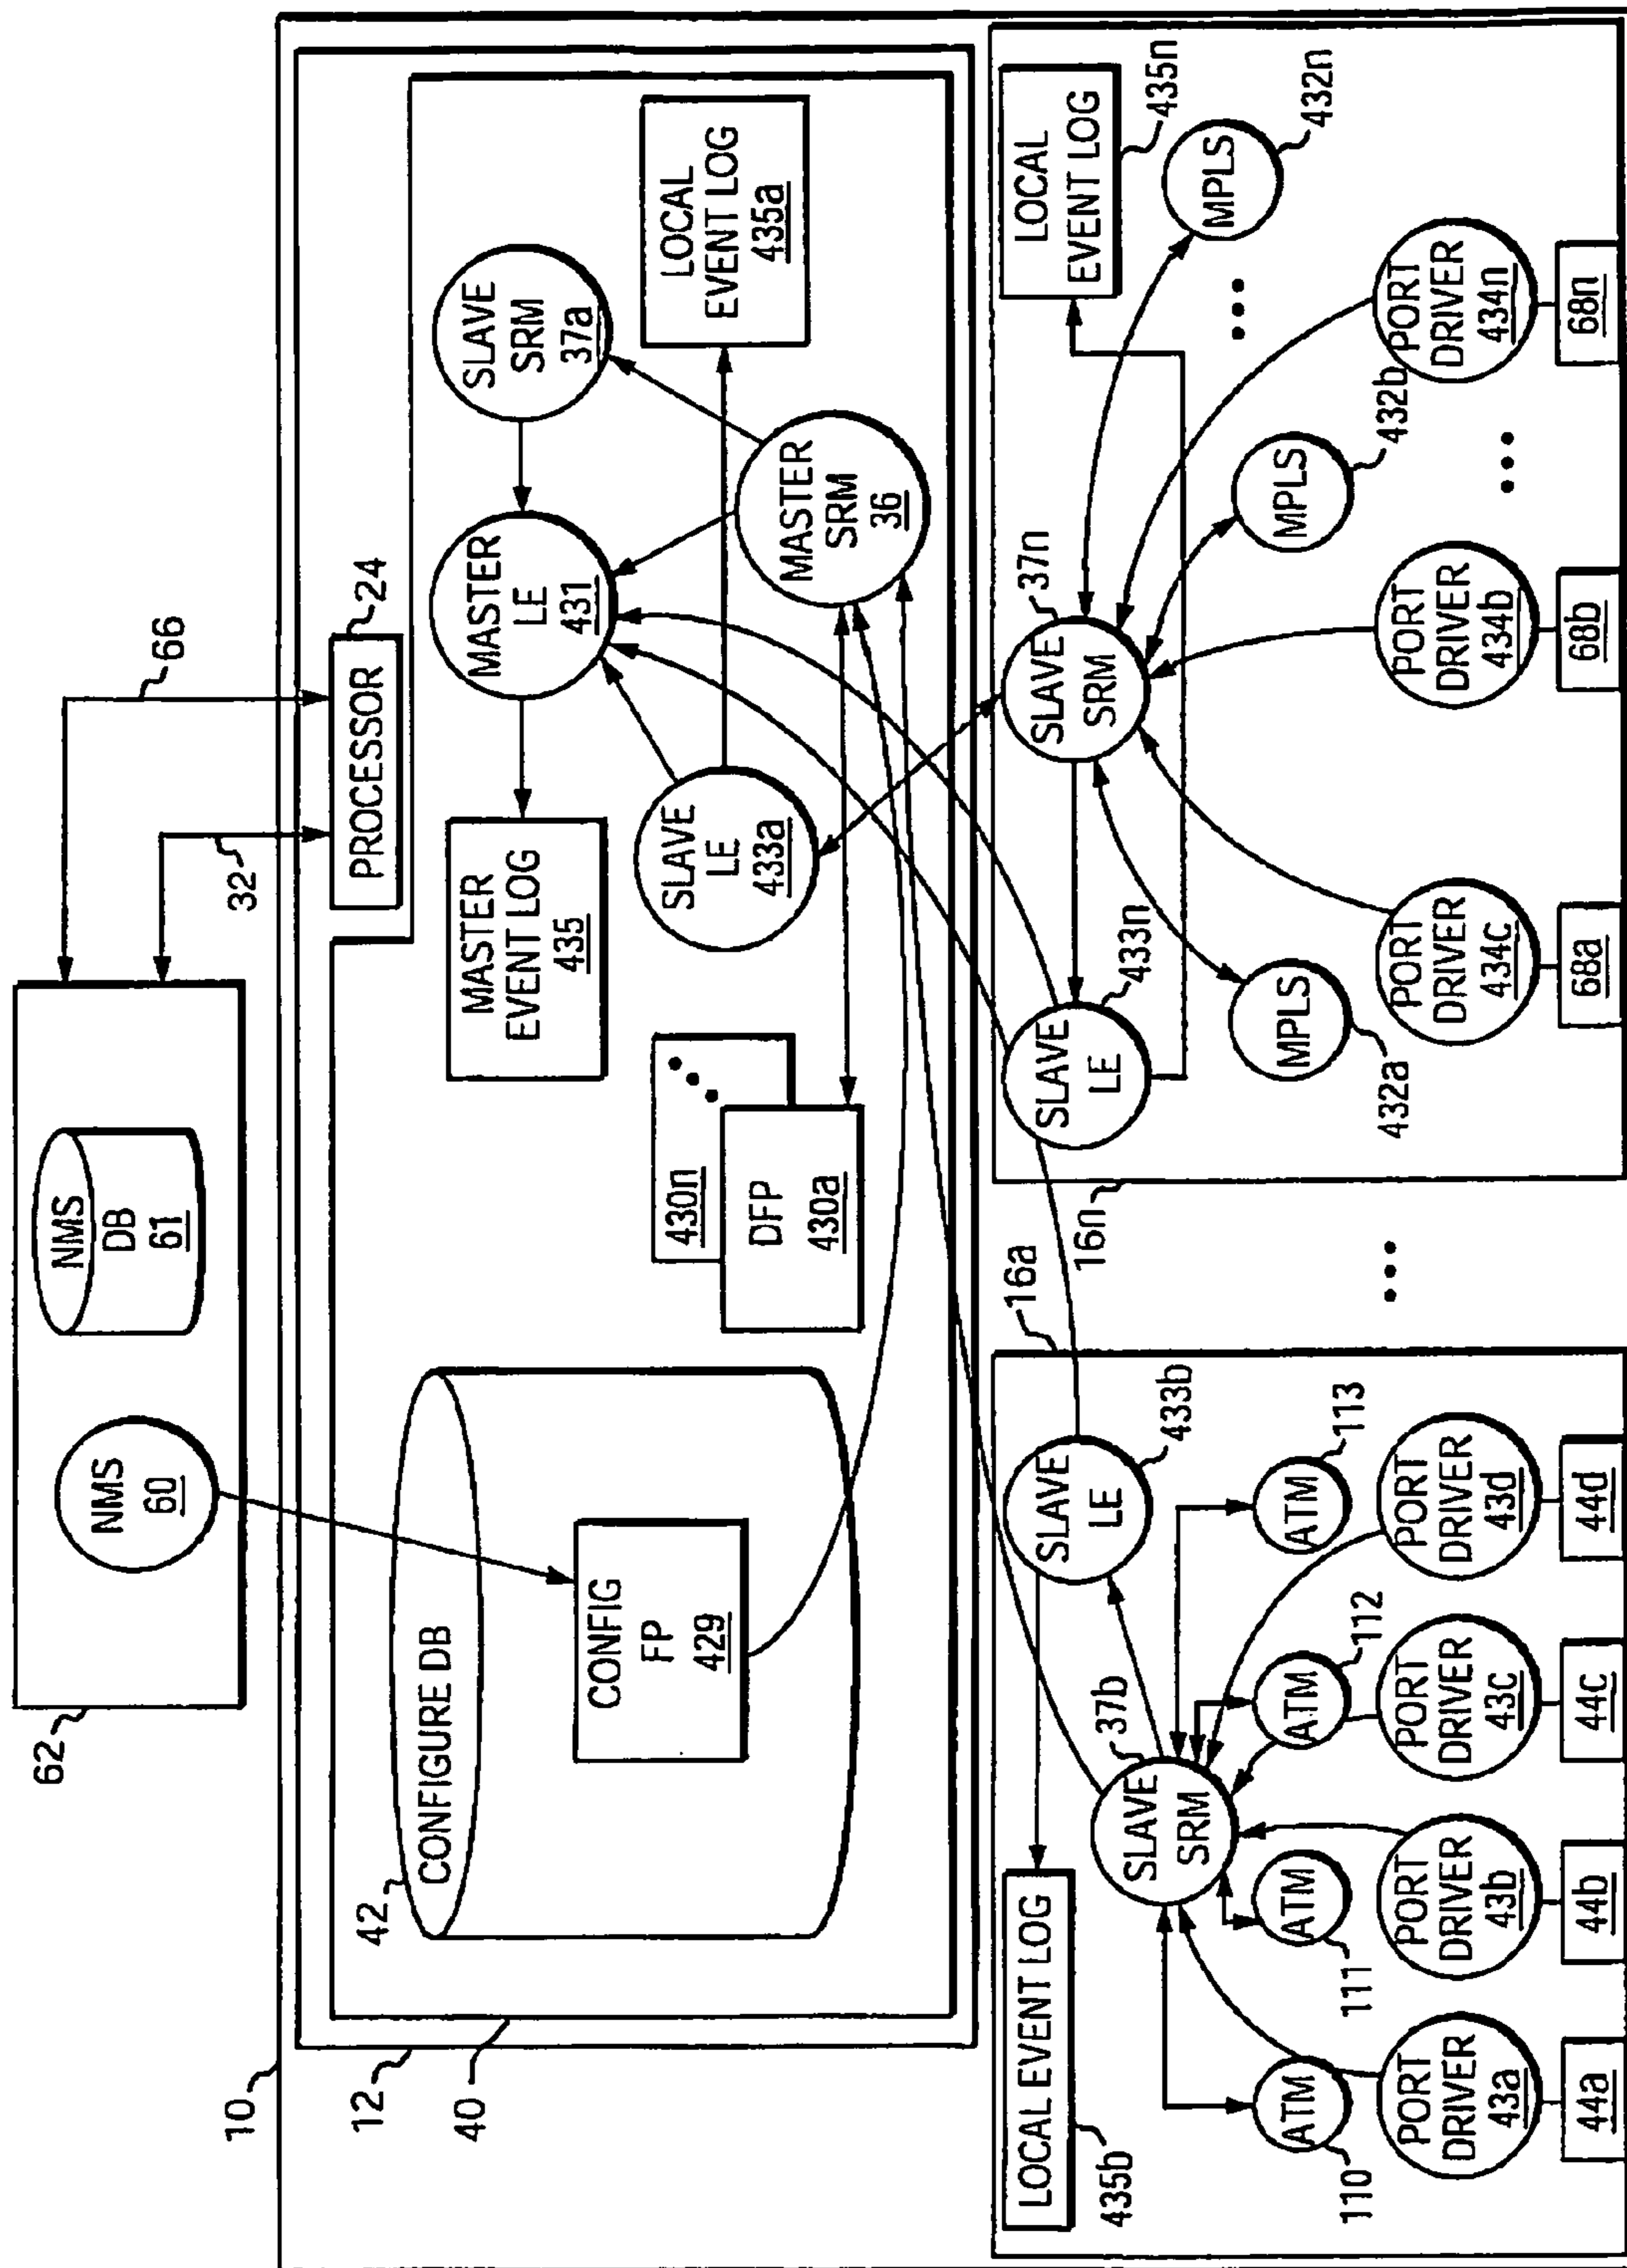 62
NMS
60
NMS
DB
61
32
66
10
12
40
PROCESSOR
24
42
CONFIGURE DB
CONFIG
FP
429
430n
DFP
430a
MASTER
EVENT LOG
435
MASTER
LE
431
SLAVE
SRM
37a
SLAVE
LE
433a
MASTER
SRM
36
LOCAL
EVENT LOG
435a
16a
LOCAL EVENT LOG
435b
SLAVE
LE
433b
SLAVE
SRM
37b
ATM
110
ATM
111
ATM
112
ATM
113
PORT
DRIVER
43a
PORT
DRIVER
43b
PORT
DRIVER
43c
PORT
DRIVER
43d
44a
44b
44c
44d
...
16n
SLAVE
LE
433n
SLAVE
SRM
37n
LOCAL
EVENT LOG
435n
MPLS
432a
MPLS
432b
...
MPLS
432n
PORT
DRIVER
434c
PORT
DRIVER
434b
...
PORT
DRIVER
434n
68a
68b
68n